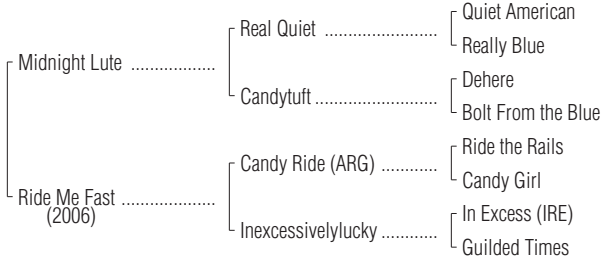 Quiet American
Real Quiet ........................
Really Blue
Midnight Lute ...................
Dehere
Candytuft ..........................
Bolt From the Blue
Ride the Rails
Candy Ride (ARG) ............
Candy Girl
Ride Me Fast .....................
(2006)
In Excess (IRE)
Inexcessivelylucky ............
Guilded Times